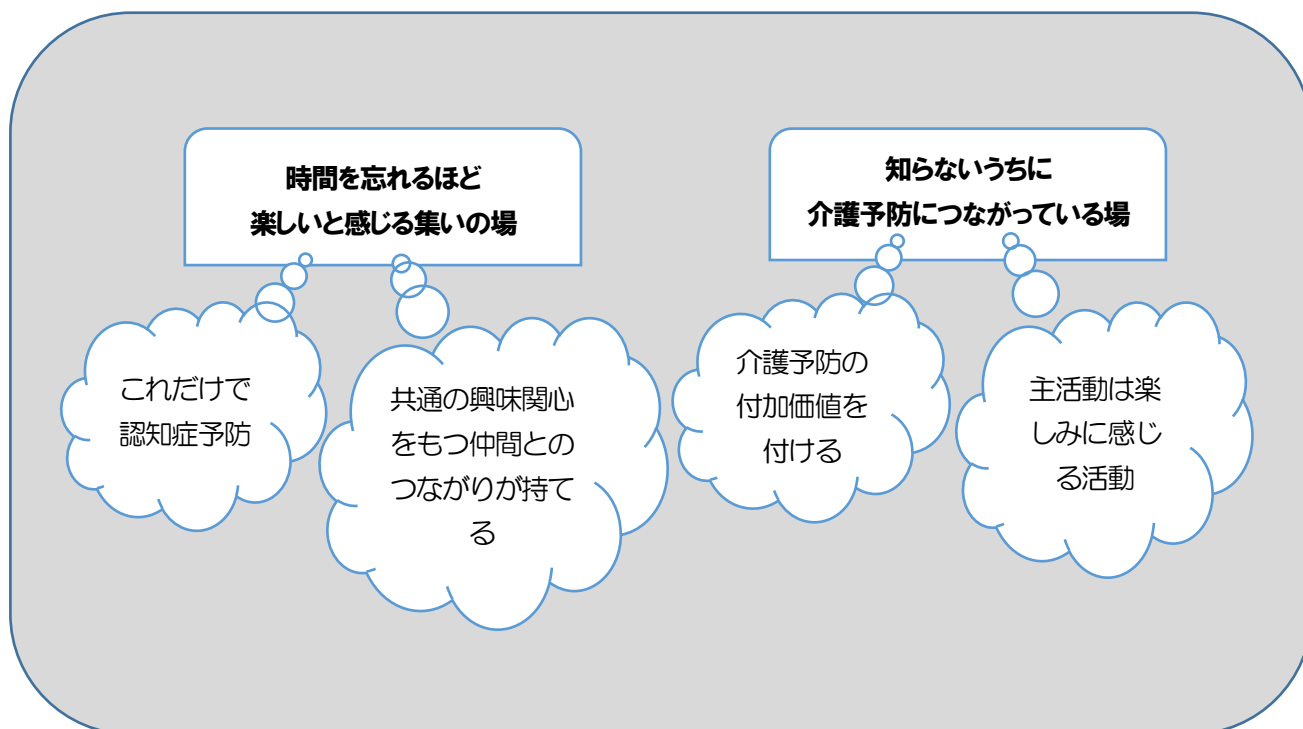 時間を忘れるほど
楽しいと感じる集いの場
知らないうちに
介護予防につながっている場
これだけで
認知症予防
共通の興味関心
をもつ仲間との
つながりが持て
る
介護予防の
付加価値を
付ける
主活動は楽
しみに感じ
る活動